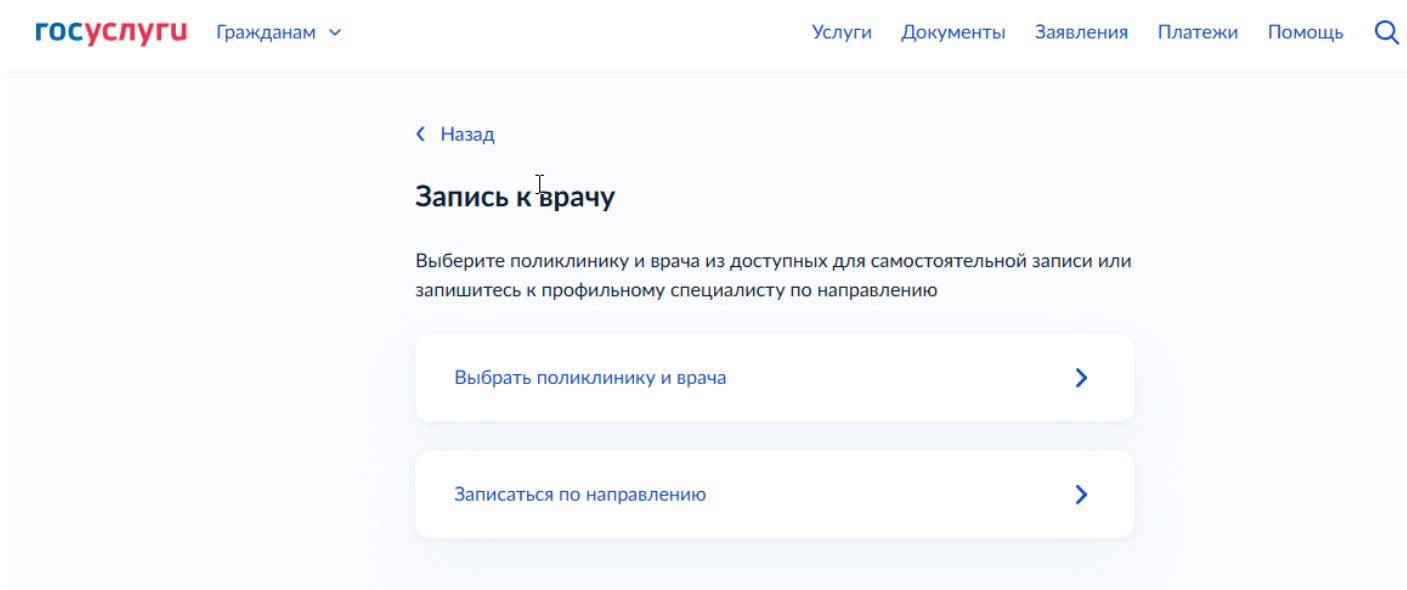 госуслуги Гражданам Услуги Документы Заявления Платежи Помощь
Назад
Запись к врачу
Выберите поликлинику и врача из доступных для самостоятельной записи или
запишитесь к профильному специалисту по направлению
Выбрать поликлинику и врача
Записаться по направлению